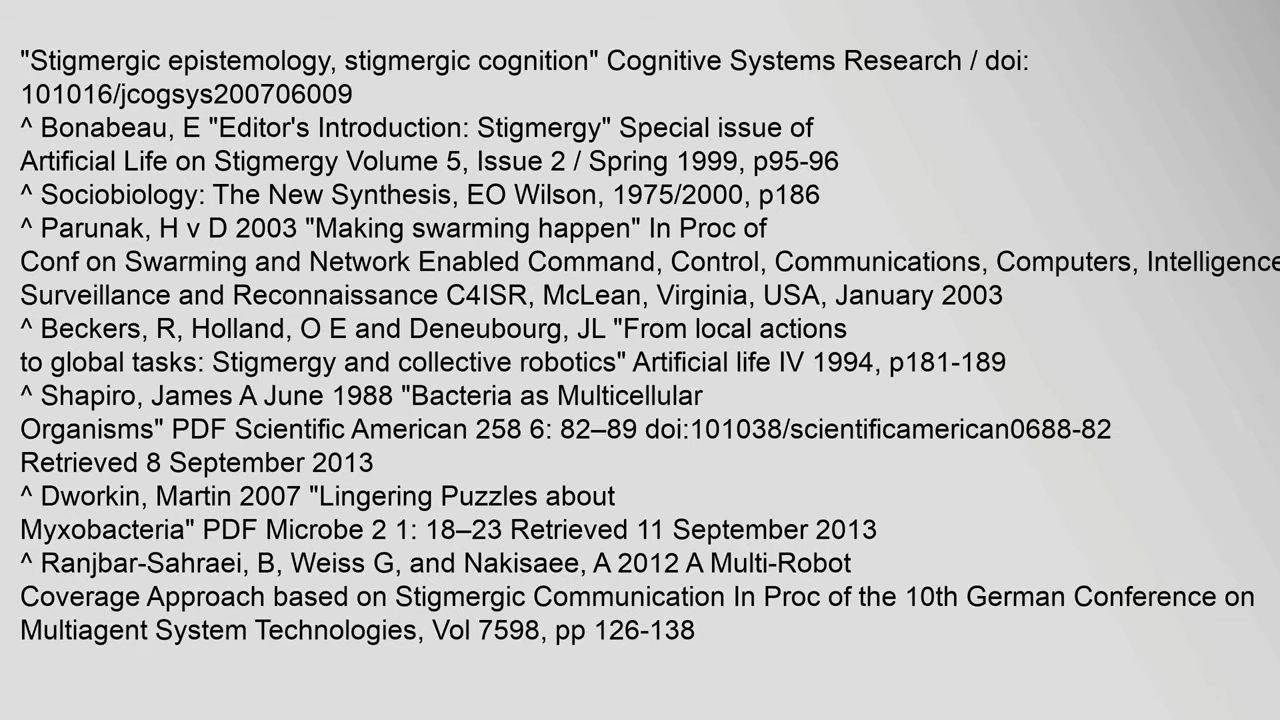 "Stigmergic epistemology, stigmergic cognition" Cognitive Systems Research / doi:
101016/jcogsys200706009
^ Bonabeau, E "Editor's Introduction: Stigmergy" Special issue of
Artificial Life on Stigmergy Volume 5, Issue 2 / Spring 1999, p95-96
^ Sociobiology: The New Synthesis, EO Wilson, 1975/2000, p186
^ Parunak, H v D 2003 "Making swarming happen" In Proc of
Conf on Swarming and Network Enabled Command, Control, Communications, Computers, Intelligence
Surveillance and Reconnaissance C4ISR, McLean, Virginia, USA, January 2003
^ Beckers, R, Holland, O E and Deneubourg, JL "From local actions
to global tasks: Stigmergy and collective robotics" Artificial life IV 1994, p181-189
^ Shapiro, James A June 1988 "Bacteria as Multicellular
Organisms" PDF Scientific American 258 6: 82–89 doi:101038/scientificamerican0688-82
Retrieved 8 September 2013
^ Dworkin, Martin 2007 "Lingering Puzzles about
Myxobacteria" PDF Microbe 2 1: 18–23 Retrieved 11 September 2013
^ Ranjbar-Sahraei, B, Weiss G, and Nakisaee, A 2012 A Multi-Robot
Coverage Approach based on Stigmergic Communication In Proc of the 10th German Conference on
Multiagent System Technologies, Vol 7598, pp 126-138